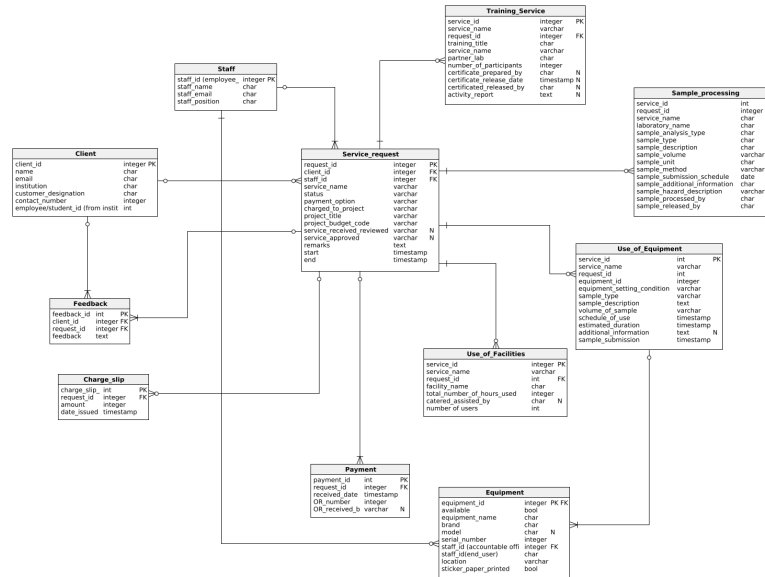 Training_Service
service_id integer PK
service_name varchar
request_id integer FK
training_title char
service_name varchar
partner_lab char
number_of_participants integer
certificate_prepared_by char N
certificate_release_date timestamp N
certificated_released_by char N
activity_report text N
Staff
staff_id (employee_ integer PK
staff_name char
staff_email char
staff_position char
Sample_processing
service_id int
request_id integer
service_name char
laboratory_name char
sample_analysis_type char
sample_type char
sample_description char
sample_volume varchar
sample_unit char
sample_method varchar
sample_submission_schedule date
sample_additional_information char
sample_hazard_description varchar
sample_processed_by char
sample_released_by char
Client
client_id integer PK
name char
email char
institution char
customer_designation char
contact_number integer
employee/student_id (from instit int
Service_request
request_id integer PK
client_id integer FK
staff_id integer FK
service_name varchar
status varchar
payment_option varchar
charged_to_project varchar
project_title varchar
project_budget_code varchar
service_received_reviewed varchar N
service_approved varchar N
remarks text
start timestamp
end timestamp
Use_of_Equipment
service_id int PK
service_name varchar
request_id int
equipment_id integer
equipment_setting_condition varchar
sample_type varchar
sample_description text
volume_of_sample varchar
schedule_of_use timestamp
estimated_duration timestamp
additional_information text N
sample_submission timestamp
Feedback
feedback_id int PK
client_id integer FK
request_id integer FK
feedback text
Use_of_Facilities
service_id integer PK
service_name varchar
request_id int FK
facility_name char
total_number_of_hours_used integer
catered_assisted_by char N
number of users int
Charge_slip
charge_slip_ int PK
request_id integer FK
amount integer
date_issued timestamp
Payment
payment_id int PK
request_id integer FK
received_date timestamp
OR_number integer
OR_received_b varchar N
Equipment
equipment_id integer PK FK
available bool
equipment_name char
brand char
model char N
serial_number integer
staff_id (accountable offi integer FK
staff_id(end_user) char
location varchar
sticker_paper_printed bool